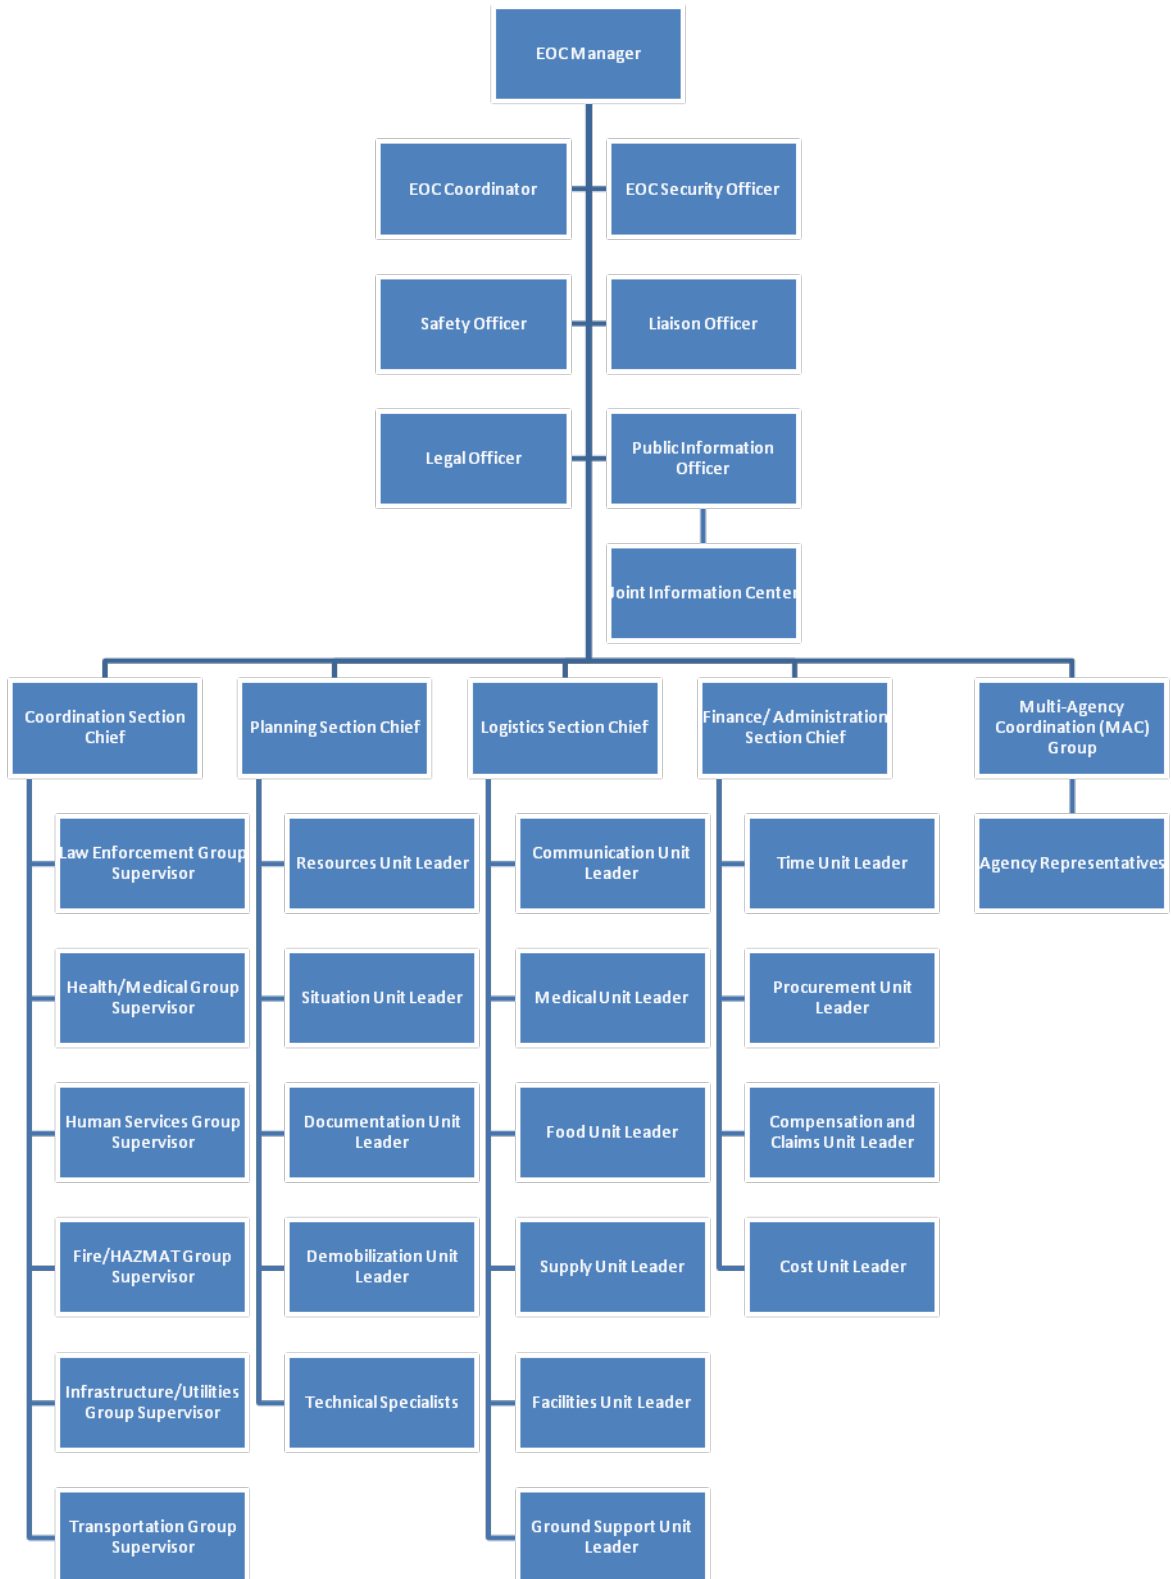 EOC Manager
EOC Coordinator
EOC Security Officer
Safety Officer
Liaison Officer
Legal Officer
Public Information
Officer
Joint Information Center
Coordination Section
Chief
Planning Section Chief
Logistics Section Chief
Finance/ Administration
Section Chief
Multi-Agency
Coordination (MAC)
Group
Law Enforcement Group
Supervisor
Resources Unit Leader
Communication Unit
Leader
Time Unit Leader
Agency Representatives
Health/Medical Group
Supervisor
Situation Unit Leader
Medical Unit Leader
Procurement Unit
Leader
Human Services Group
Supervisor
Documentation Unit
Leader
Food Unit Leader
Compensation and
Claims Unit Leader
Fire/HAZMAT Group
Supervisor
Demobilization Unit
Leader
Supply Unit Leader
Cost Unit Leader
Infrastructure/Utilities
Group Supervisor
Technical Specialists
Facilities Unit Leader
Transportation Group
Supervisor
Ground Support Unit
Leader